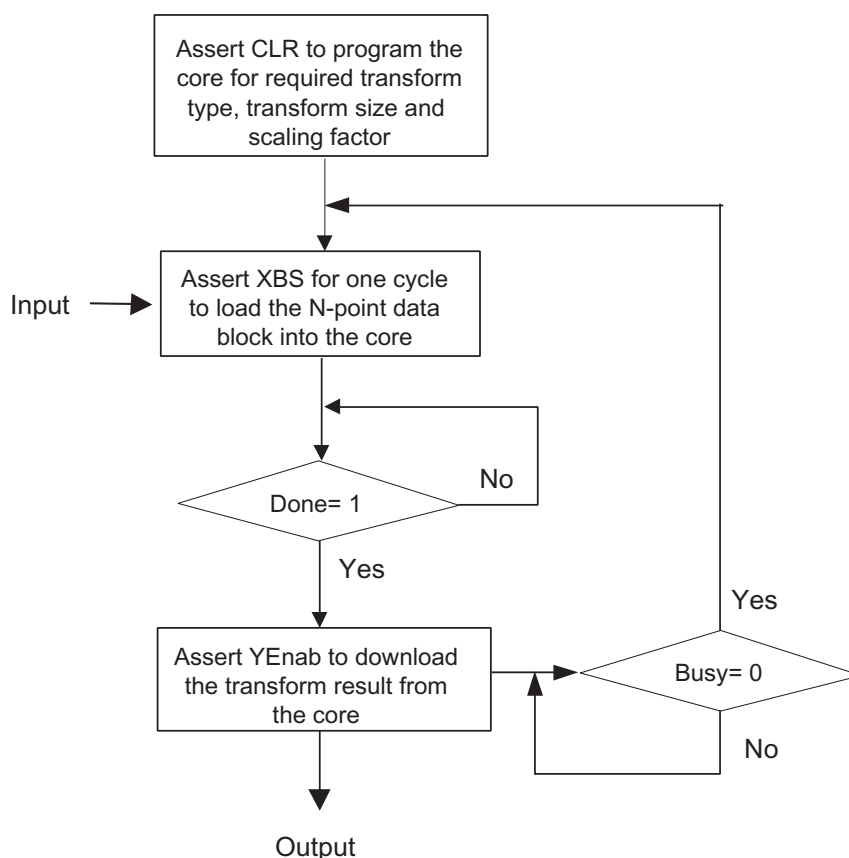 Assert CLR to program the
core for required transform
type, transform size and
scaling factor
Input
Assert XBS for one cycle
to load the N-point data
block into the core
No
Done= 1
Yes
Yes
Assert YEnab to download
the transform result from
the core
Busy= 0
No
Output